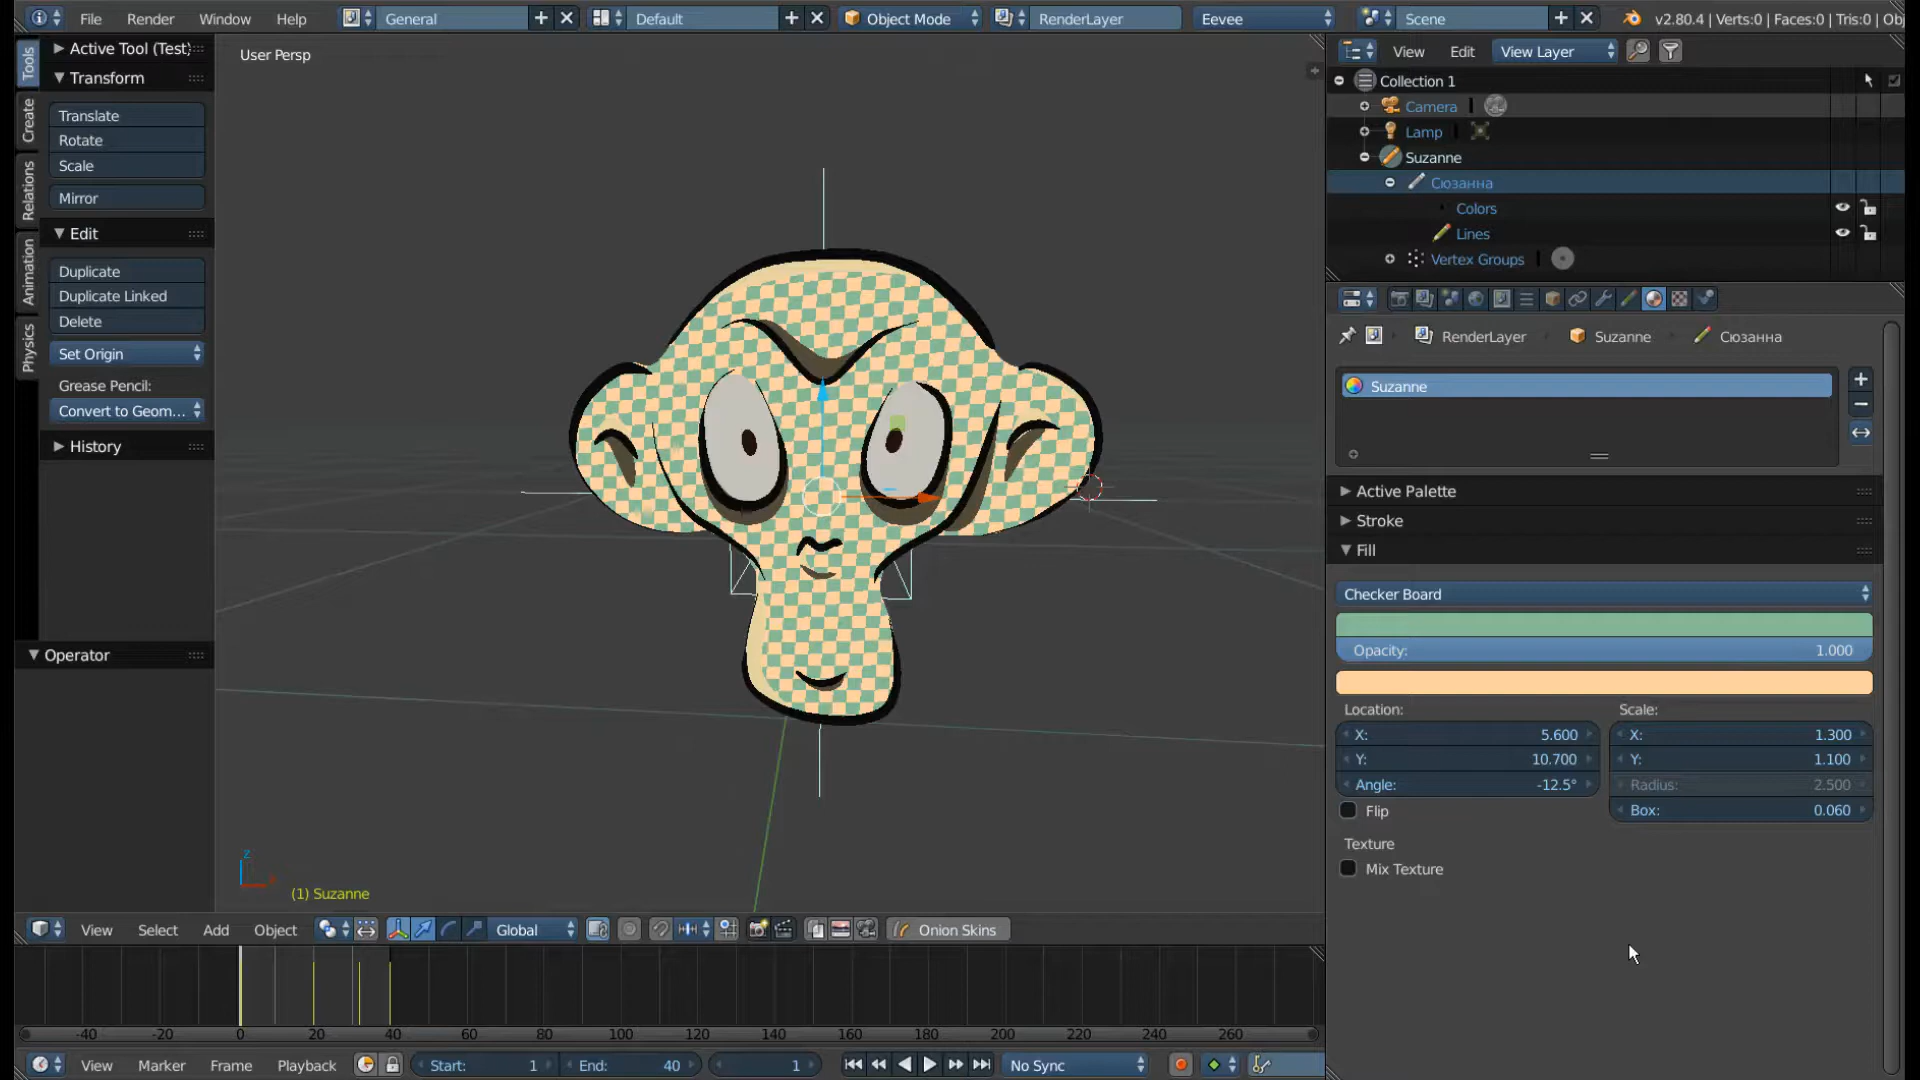 File Render Window Help General Default Object Mode RenderLayer Eevee Scene v2.80.4 | Verts:0 | Faces:0 | Tris:0 | Obj
Tools
Create
Relations
Animation
Physics
Active Tool (Test)
Transform
Translate
Rotate
Scale
Mirror
Edit
Duplicate
Duplicate Linked
Delete
Set Origin
Grease Pencil:
Convert to Geom...
History
Operator
User Persp
z
(1) Suzanne
View Edit View Layer
Collection 1
Camera
Lamp
Suzanne
Сюзанна
Colors
Lines
Vertex Groups
RenderLayer Suzanne Сюзанна
Suzanne
Active Palette
Stroke
Fill
Checker Board
Opacity: 1.000
Location: Scale:
X: 5.600 X: 1.300
Y: 10.700 Y: 1.100
Angle: -12.5° Radius: 2.500
Flip Box: 0.060
Texture
Mix Texture
View Select Add Object Global Onion Skins
-40 -20 0 20 40 60 80 100 120 140 160 180 200 220 240 260
View Marker Frame Playback Start: 1 End: 40 1 No Sync